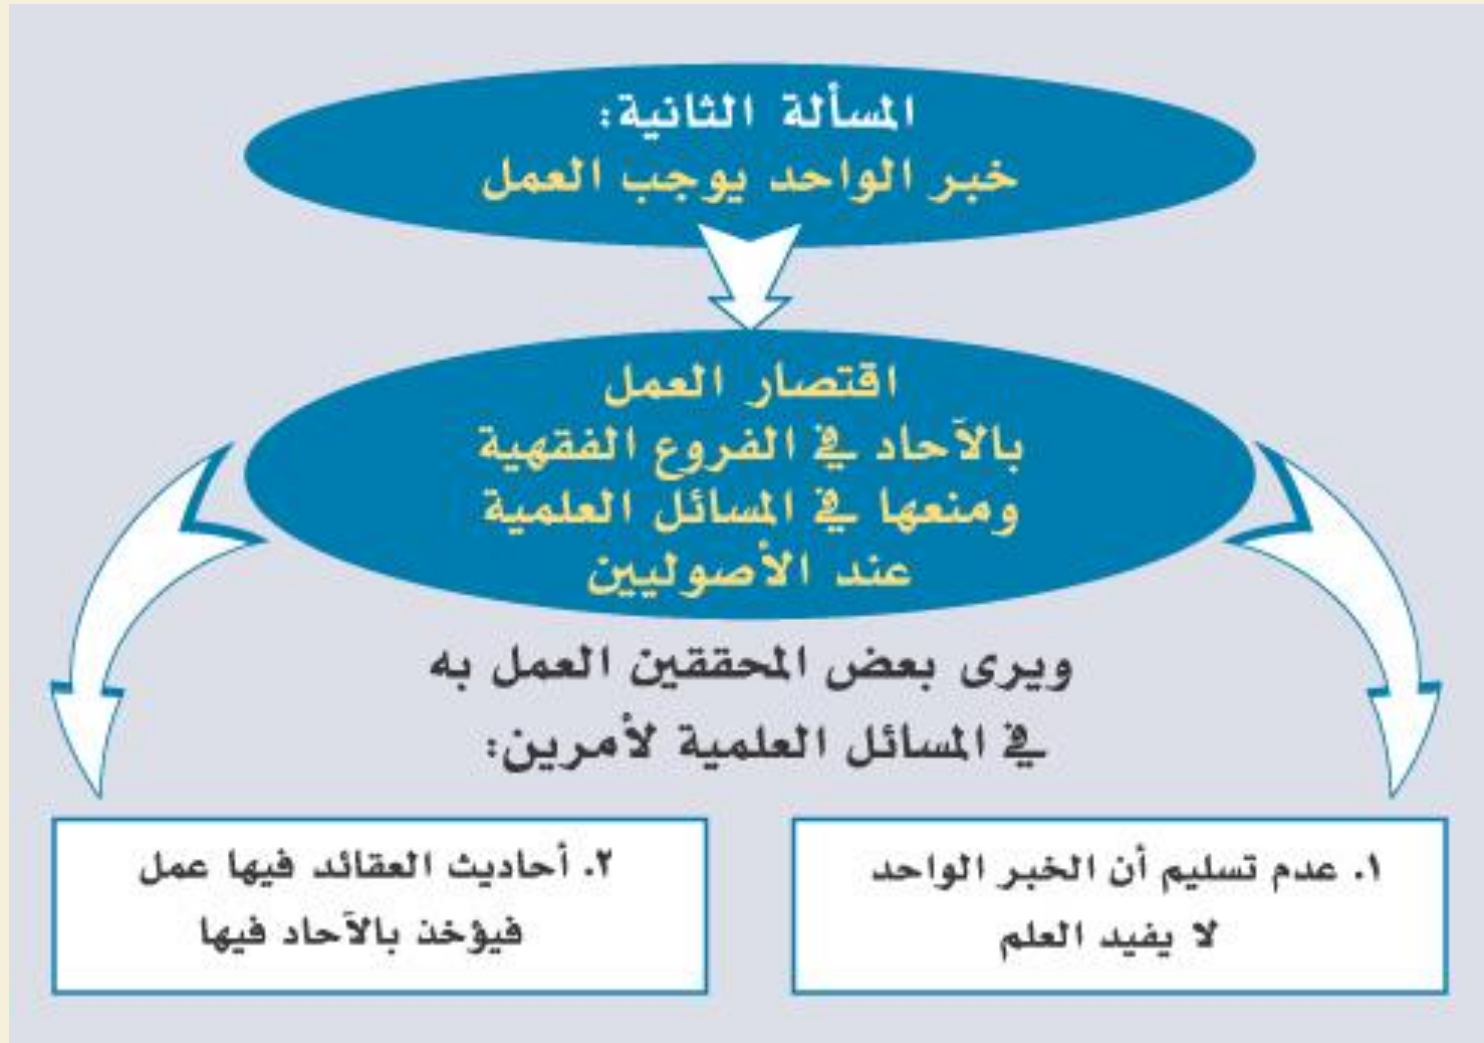 المسألة الثانية:
خبر الواحد يوجب العمل
اقتصار العمل
بالآحاد في الفروع الفقهية
ومنعها في المسائل العلمية
عند الأصوليين
ويرى بعض المحققين العمل به
في المسائل العلمية لأمرين:
١. عدم تسليم أن الخبر الواحد
لا يفيد العلم
٢. أحاديث العقائد فيها عمل
فيؤخذ بالآحاد فيها